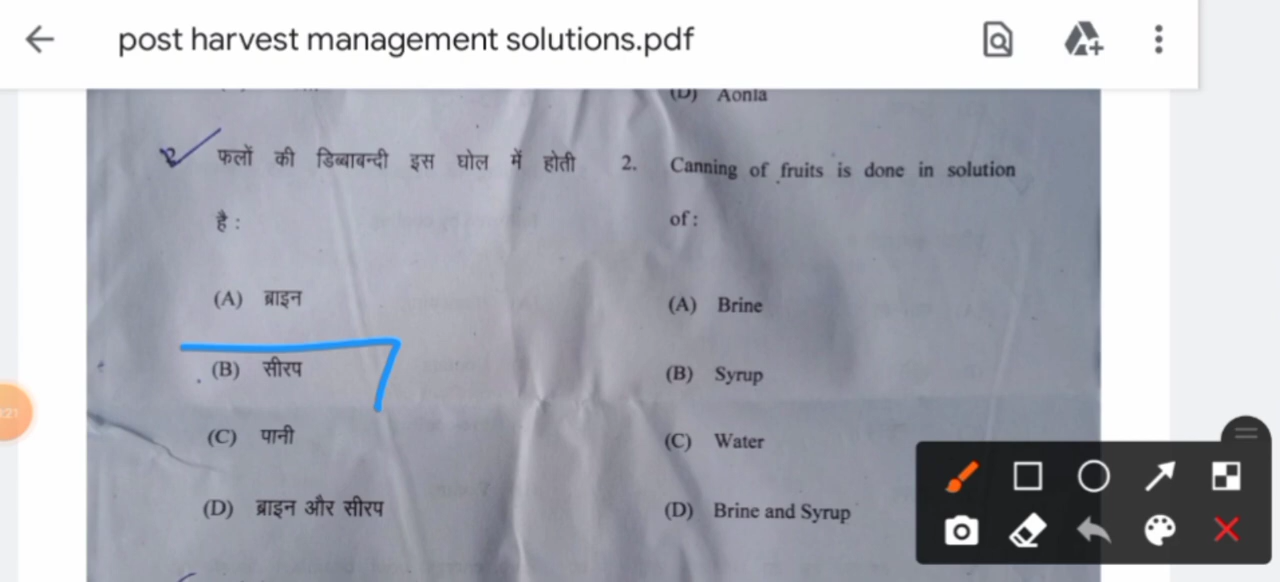 post harvest management solutions.pdf
(D) Aonla
फलों की डिब्बाबन्दी इस घोल में होती
है :
(A) ब्राइन
(B) सीरप
(C) पानी
(D) ब्राइन और सीरप
2. Canning of fruits is done in solution
of :
(A) Brine
(B) Syrup
(C) Water
(D) Brine and Syrup